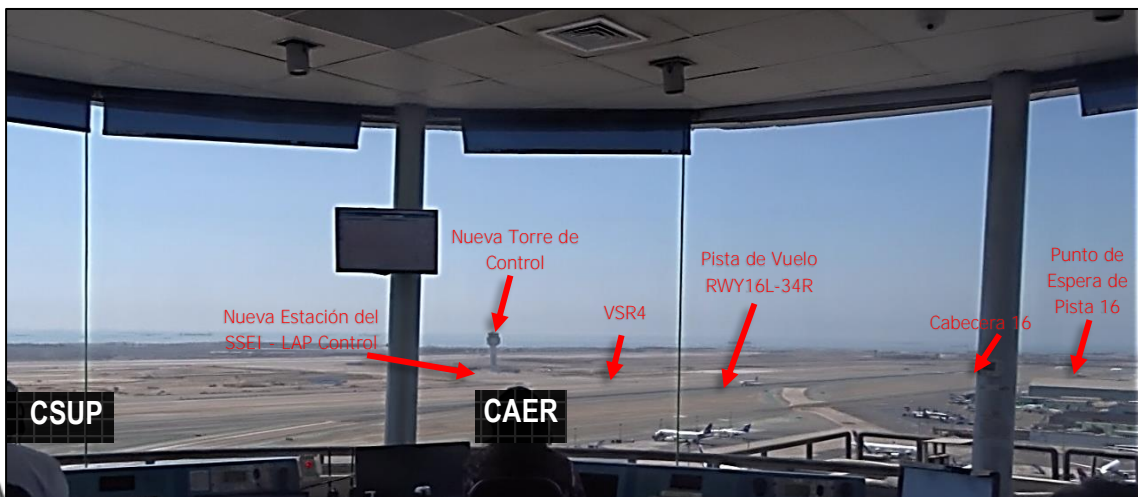 Nueva Torre de
Control
Pista de Vuelo
RWY16L-34R
Punto de
Espera de
Pista 16
Nueva Estación del
SSEI - LAP Control
VSR4
Cabecera 16
CSUP
CAER